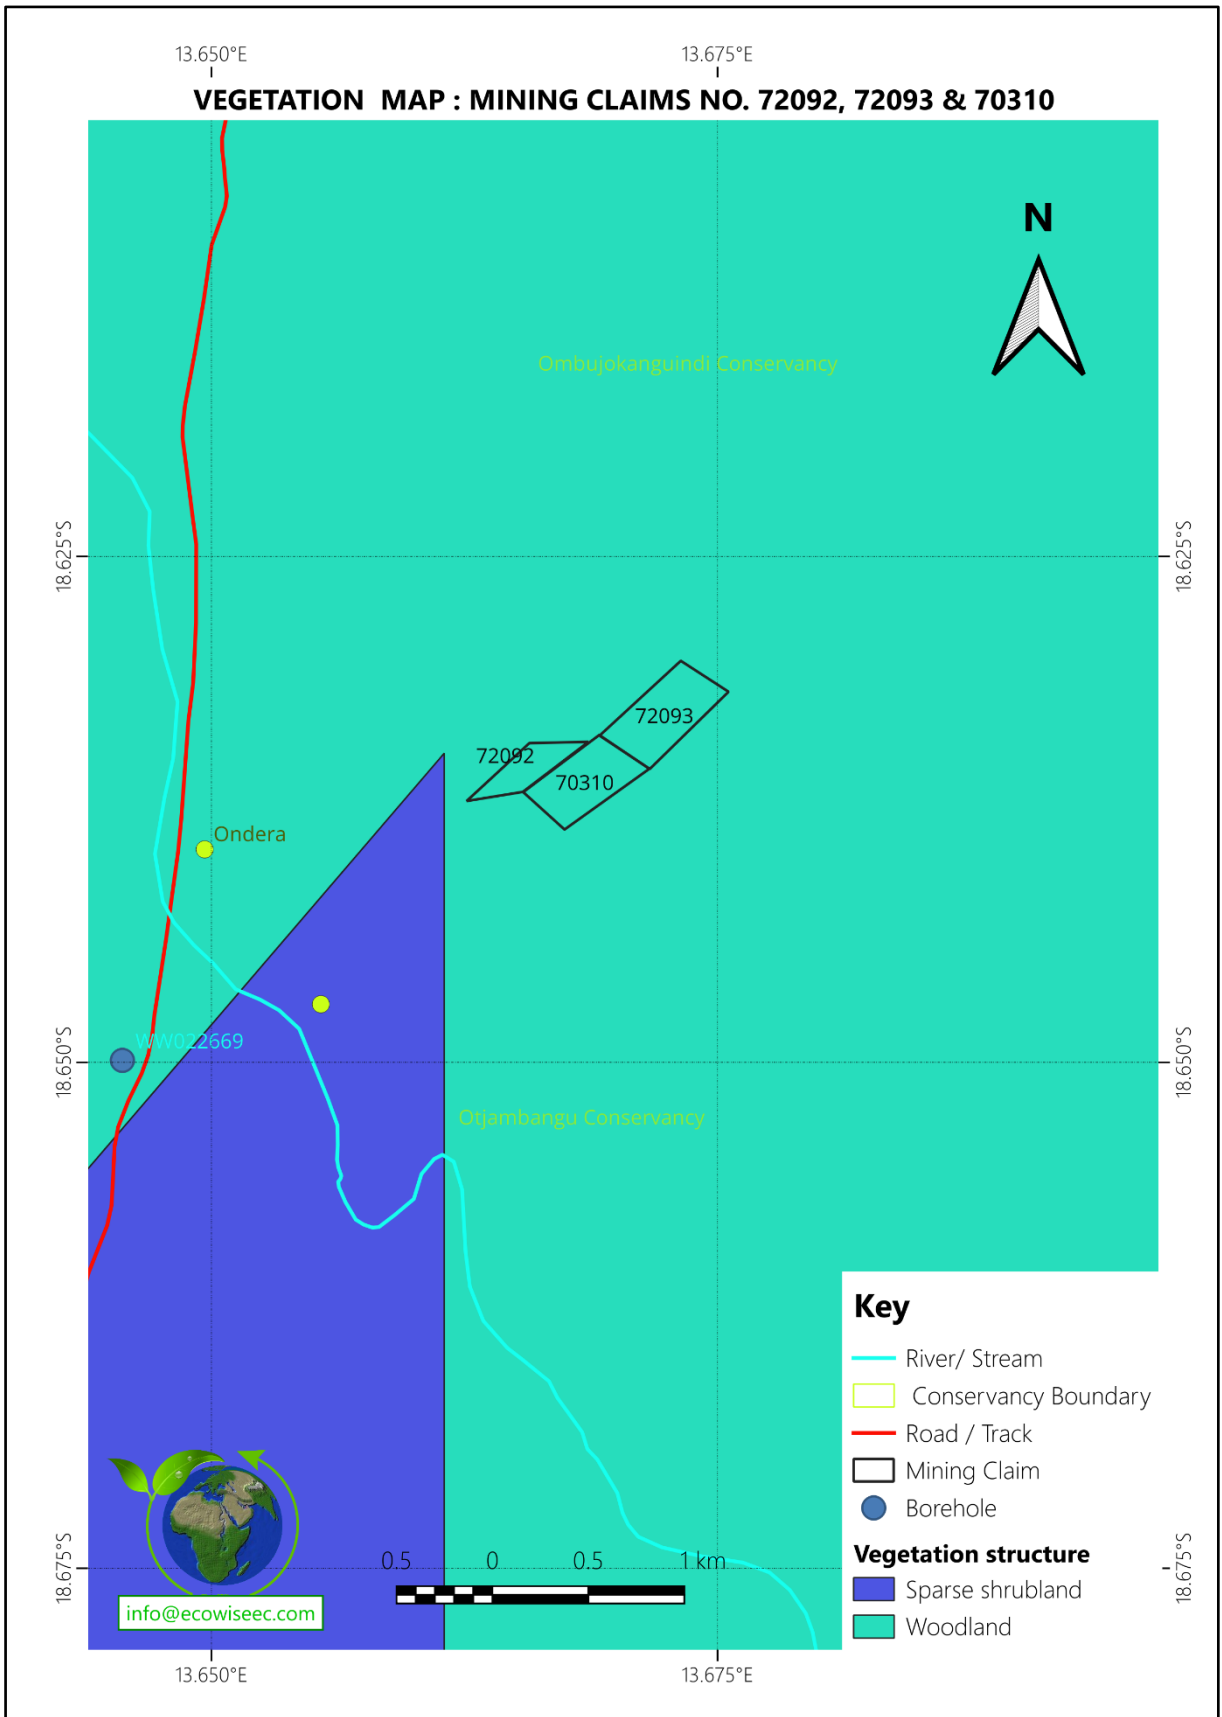 13.650°E
13.675°E
VEGETATION MAP : MINING CLAIMS NO. 72092, 72093 & 70310
N
Ombujokanguindi Conservancy
18.625°S
18.625°S
72093
72092
70310
Ondera
WW022669
18.650°S
18.650°S
Otjambangu Conservancy
Key
River/ Stream
Conservancy Boundary
Road / Track
Mining Claim
Borehole
Vegetation structure
Sparse shrubland
Woodland
0.5 0 0.5 1 km
18.675°S
18.675°S
info@ecowiseec.com
13.650°E
13.675°E